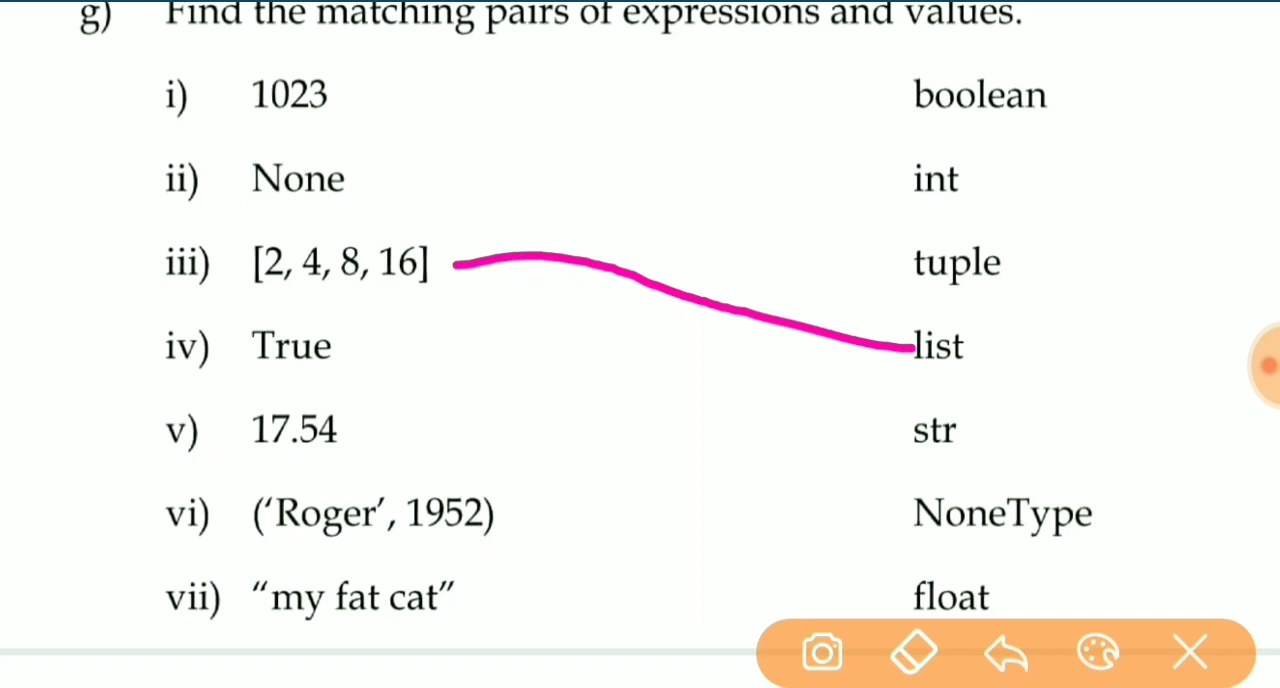 g) Find the matching pairs of expressions and values.
i) 1023 boolean
ii) None int
iii) [2, 4, 8, 16] tuple
iv) True list
v) 17.54 str
vi) (‘Roger’, 1952) NoneType
vii) “my fat cat” float